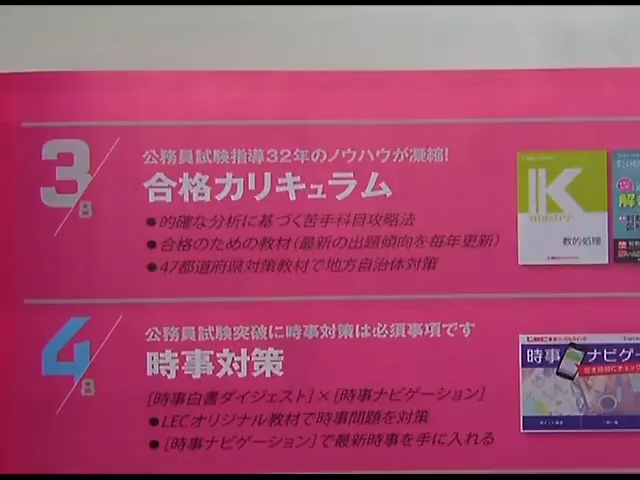 3
8
公務員試験指導32年のノウハウが凝縮!
合格カリキュラム
●的確な分析に基づく苦手科目攻略法
●合格のための教材(最新の出題傾向を毎年更新)
●47都道府県対策教材で地方自治体対策
K
master
数的処理
4
公務員試験突破に時事対策は必須事項です
時事対策
[時事白書ダイジェスト]×[時事ナビゲーション]
●LECオリジナル教材で時事問題を対策
●[時事ナビゲーション]で最新時事を手に入れる
LEC
時事
ナビゲー